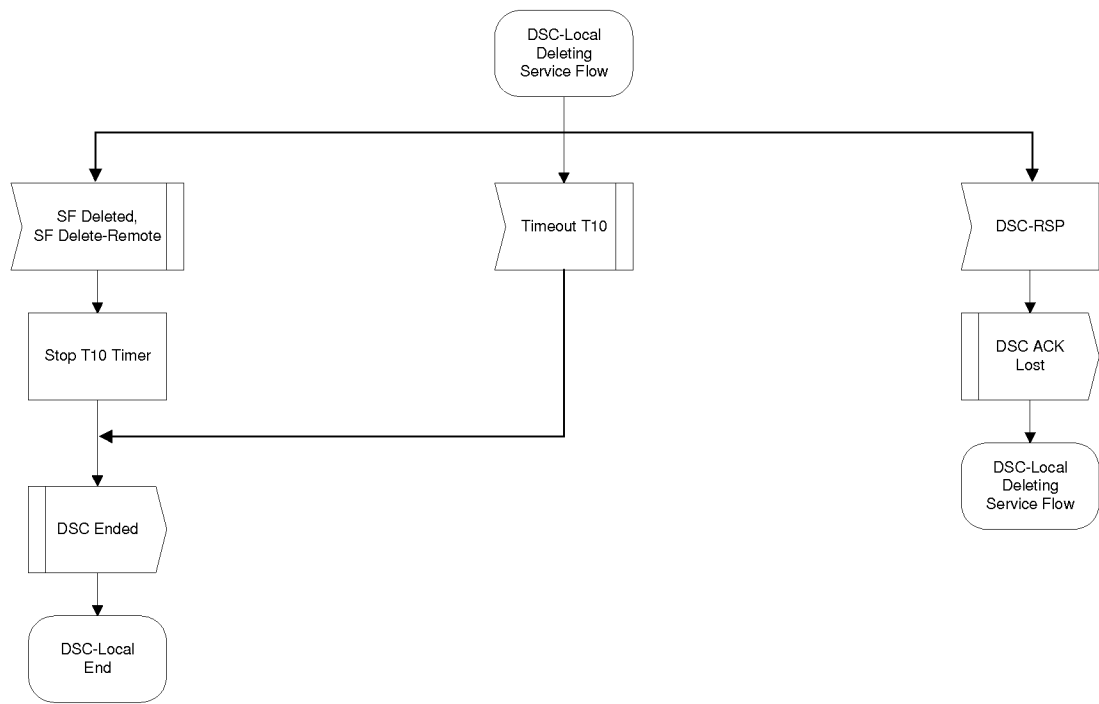 DSC-Local
Deleting
Service Flow
SF Deleted,
SF Delete-Remote
Timeout T10
DSC-RSP
Stop T10 Timer
DSC ACK
Lost
DSC-Local
Deleting
Service Flow
DSC Ended
DSC-Local
End